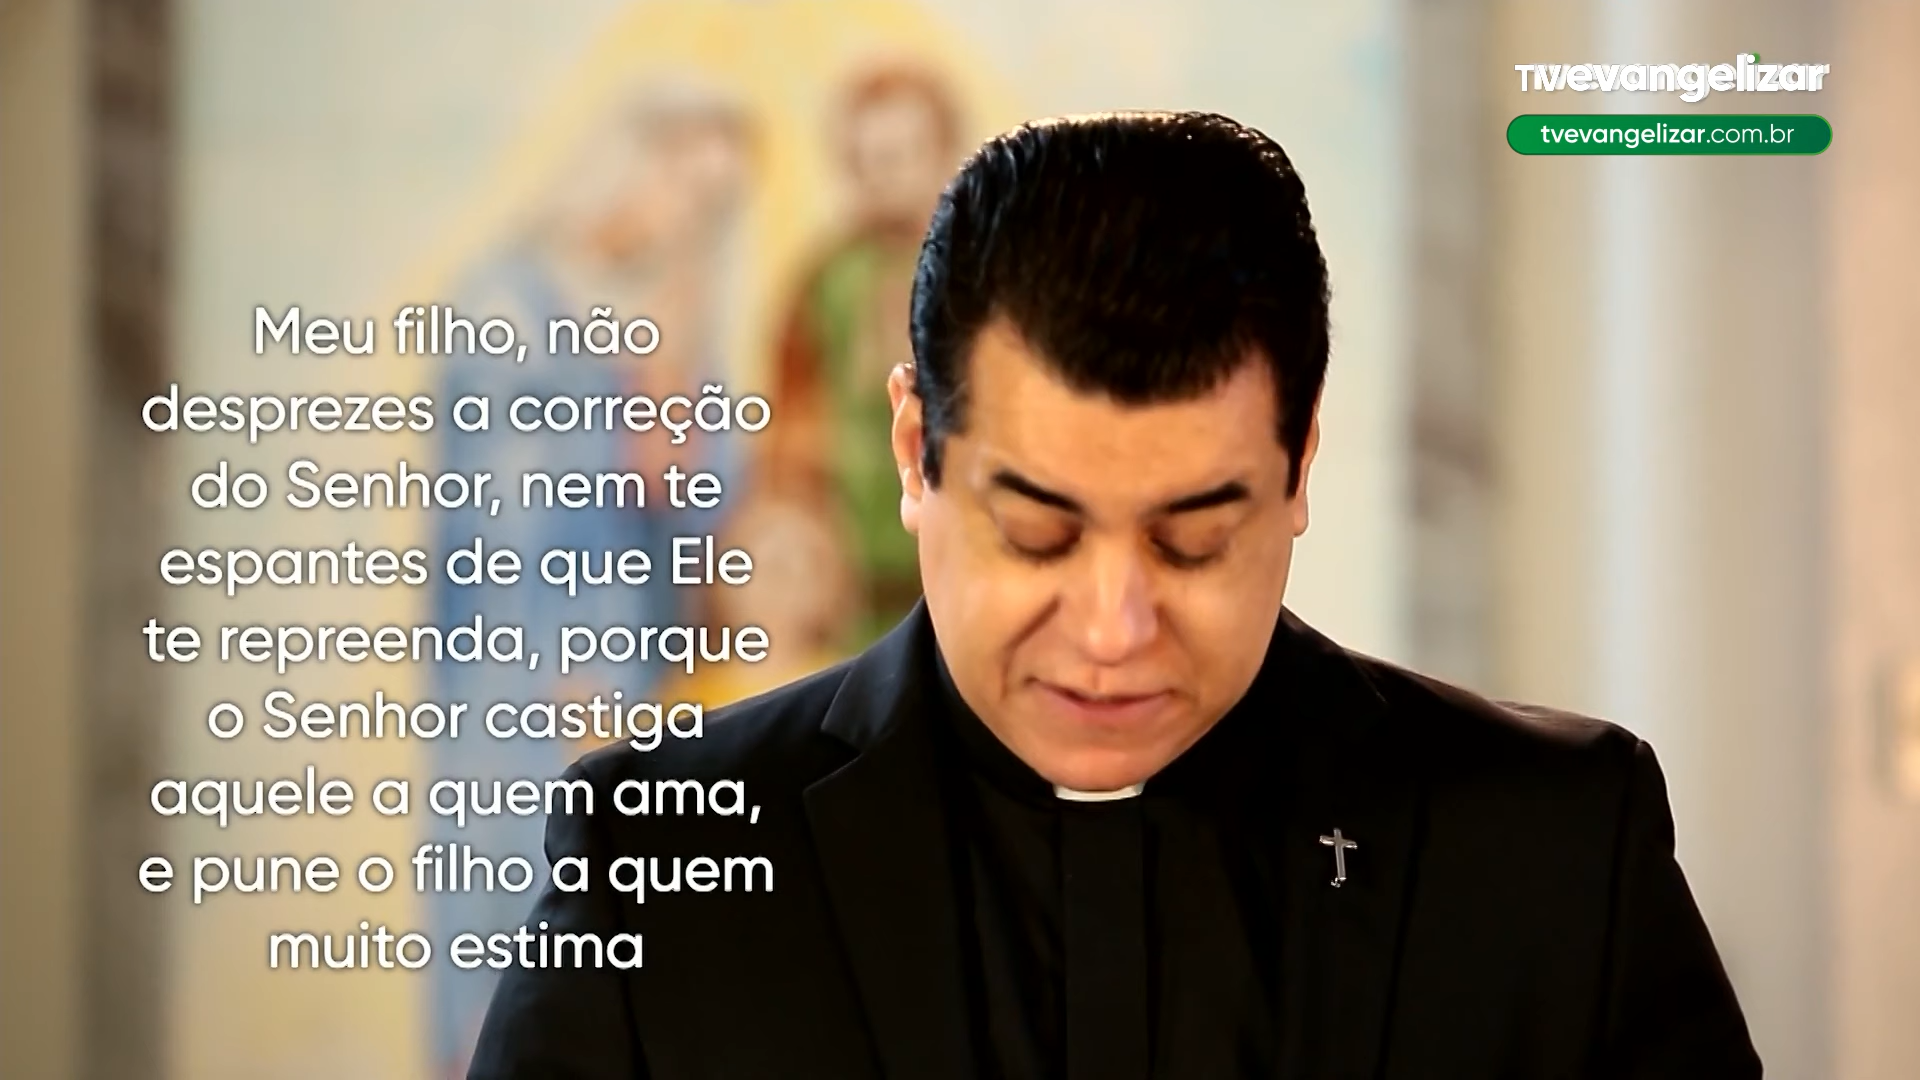 tvevangelizar.com.br
Meu filho, não
desprezes a correção
do Senhor, nem te
espantes de que Ele
te repreenda, porque
o Senhor castiga
aquele a quem ama,
e pune o filho a quem
muito estima